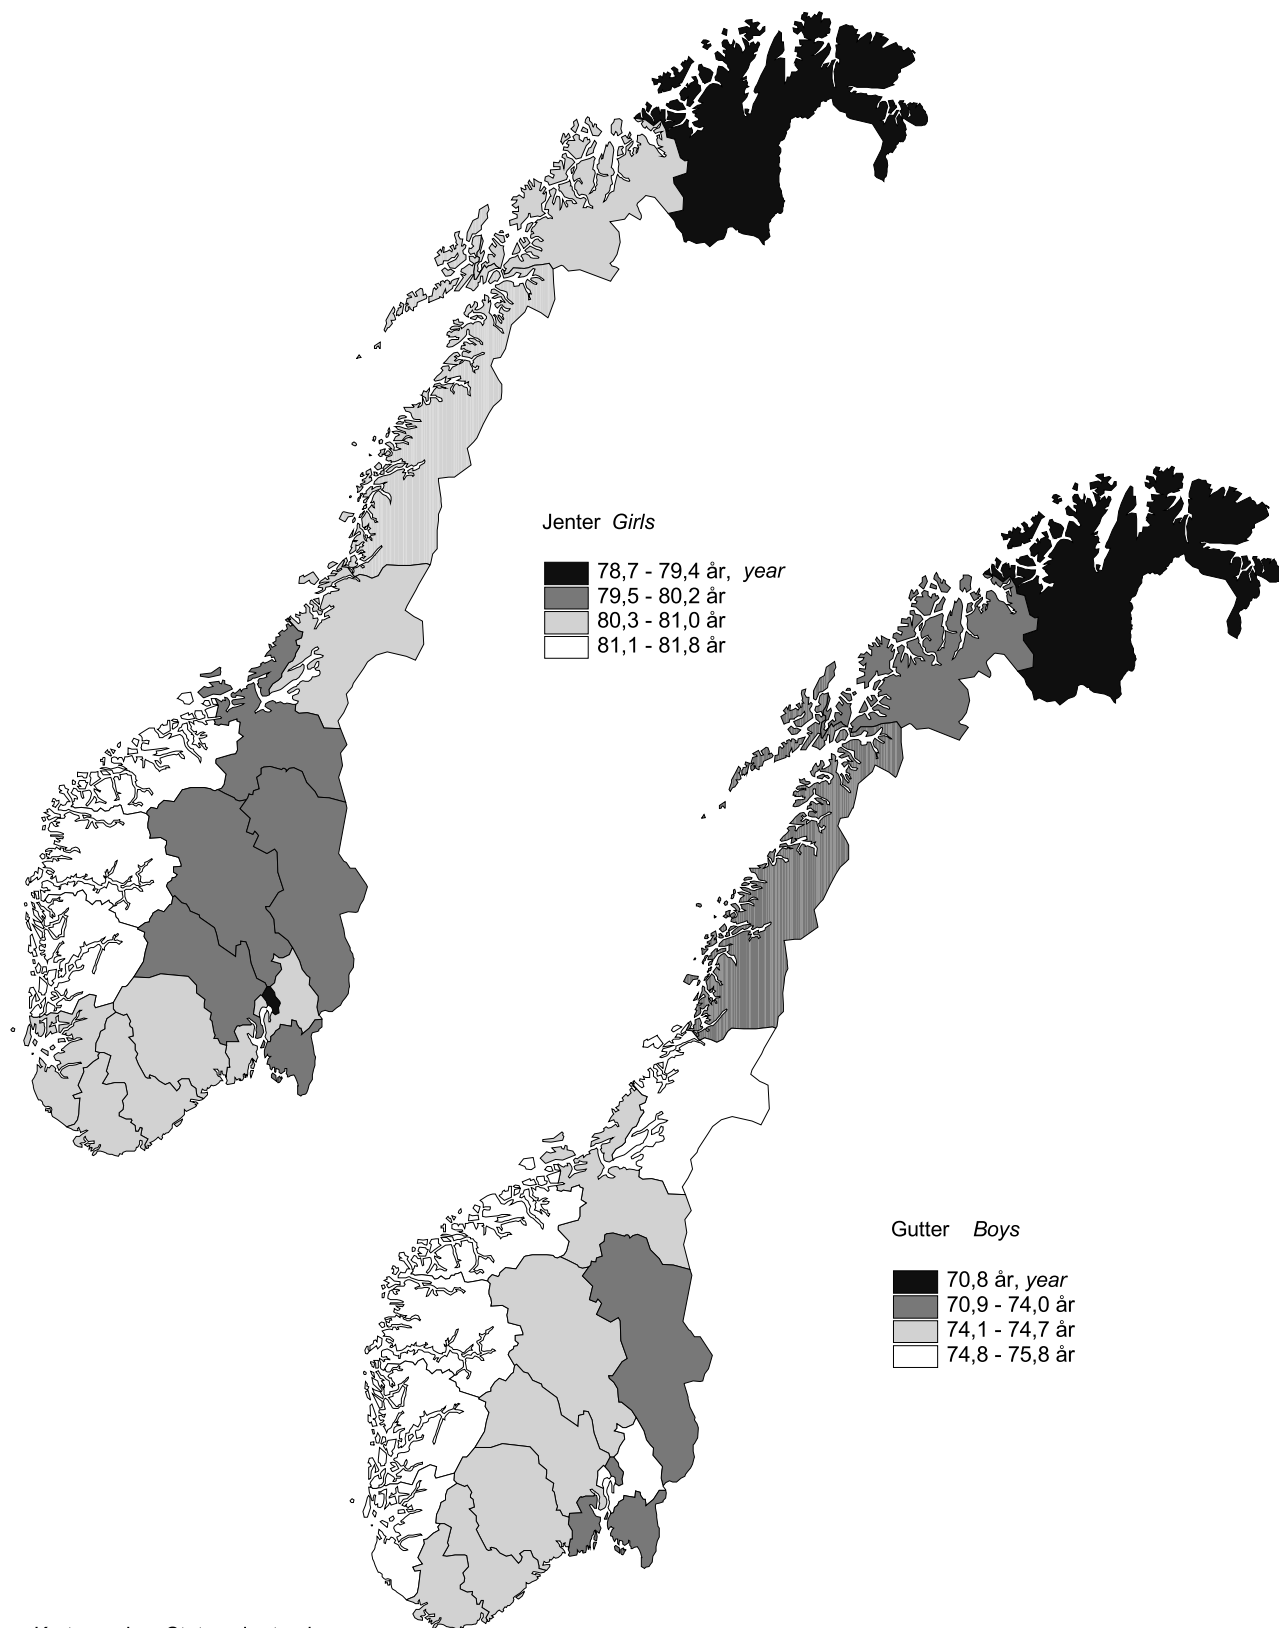 Jenter Girls
78,7 - 79,4 år, year
79,5 - 80,2 år
80,3 - 81,0 år
81,1 - 81,8 år
Gutter Boys
70,8 år, year
70,9 - 74,0 år
74,1 - 74,7 år
74,8 - 75,8 år